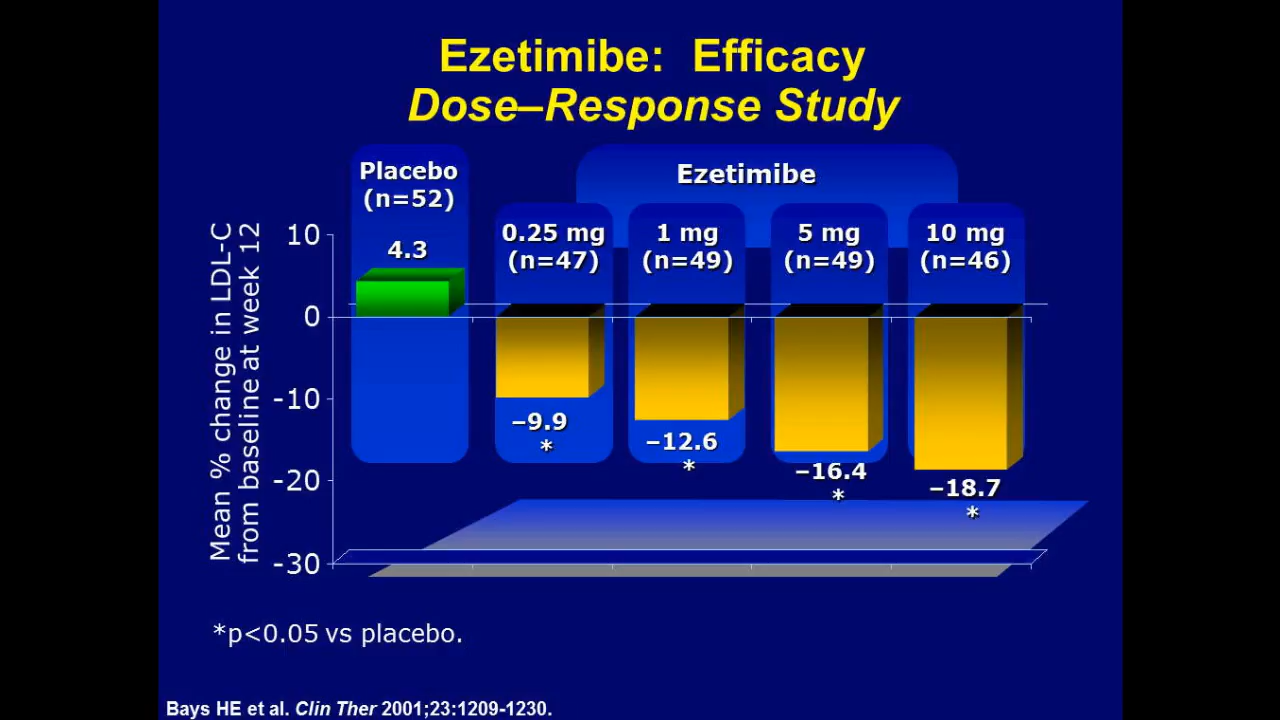 Ezetimibe: Efficacy
Dose–Response Study
Placebo
(n=52)
Ezetimibe
0.25 mg
(n=47)
1 mg
(n=49)
5 mg
(n=49)
10 mg
(n=46)
Mean % change in LDL-C
from baseline at week 12
10
0
-10
-20
-30
4.3
–9.9
*
–12.6
*
–16.4
*
–18.7
*
*p<0.05 vs placebo.
Bays HE et al. Clin Ther 2001;23:1209-1230.